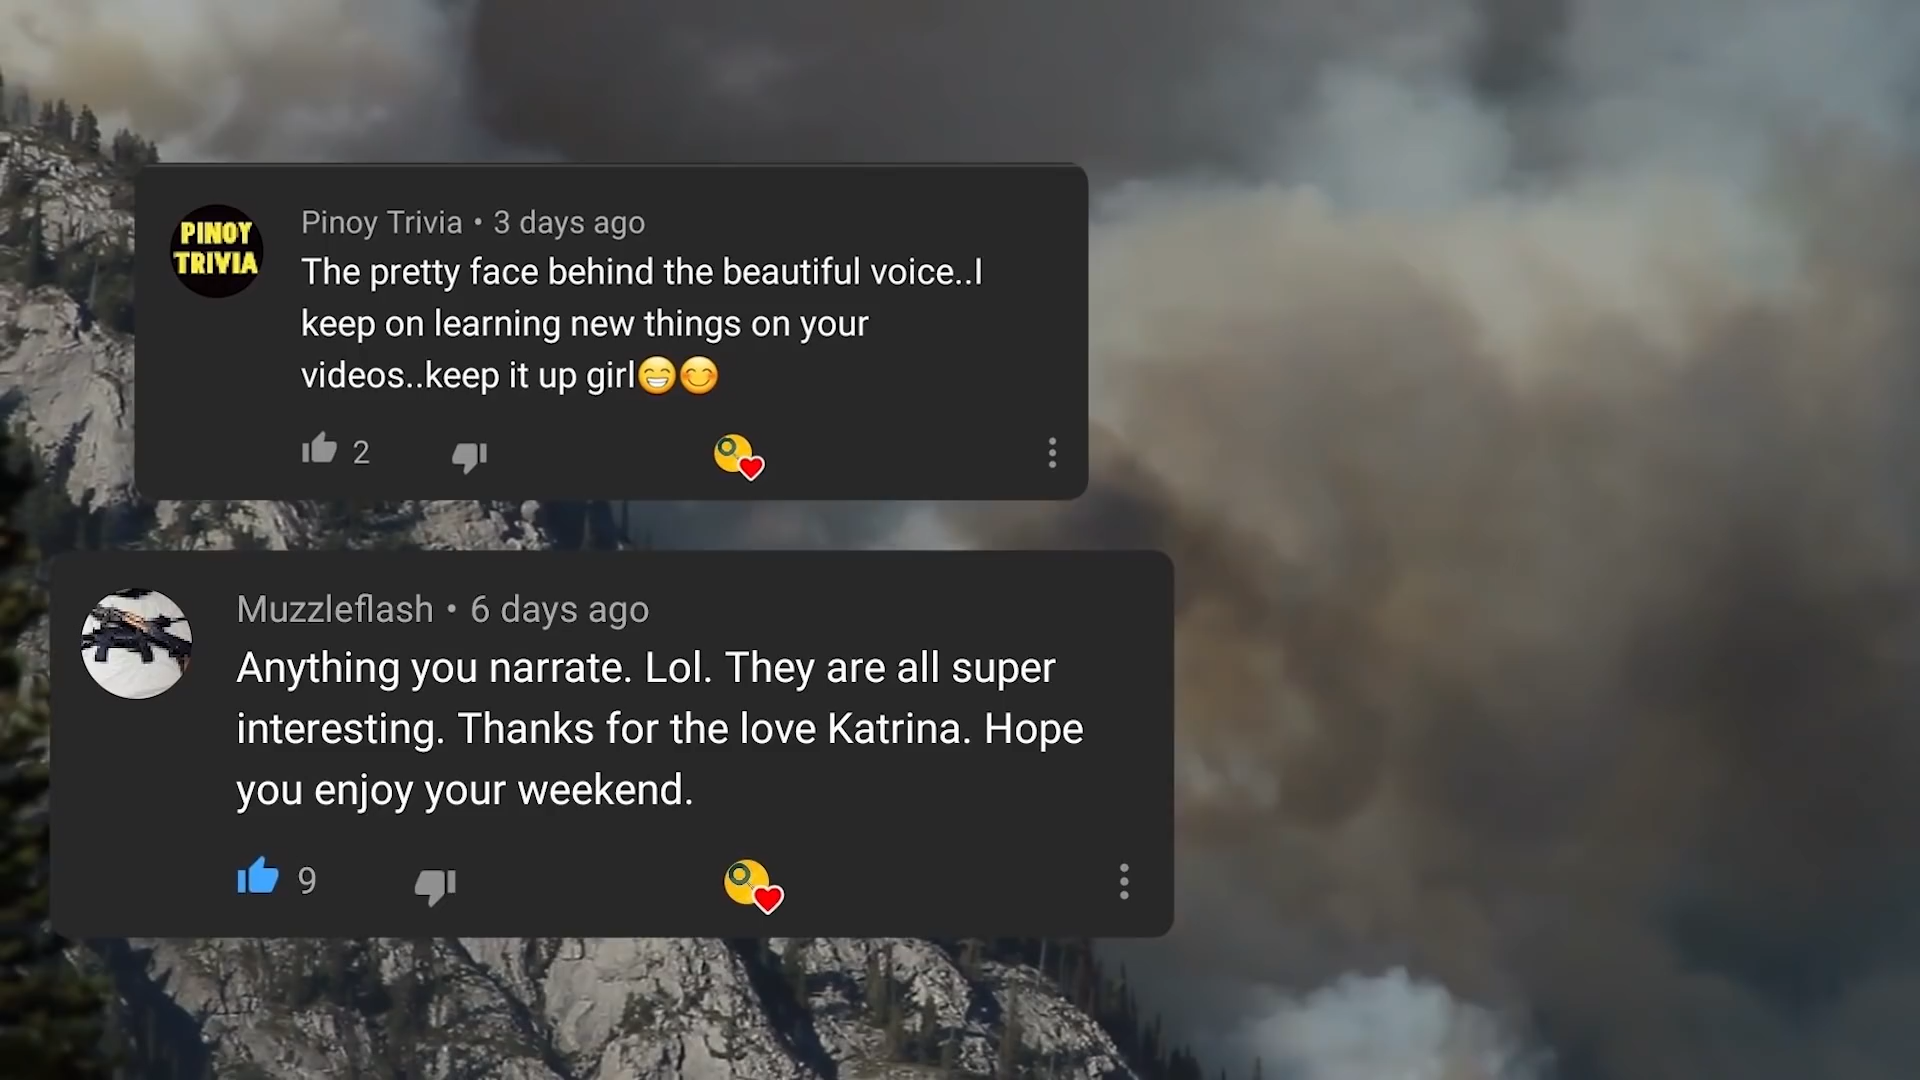 PINOY
TRIVIA
Pinoy Trivia • 3 days ago
The pretty face behind the beautiful voice..I
keep on learning new things on your
videos..keep it up girl😁😊
2
Muzzleflash • 6 days ago
Anything you narrate. Lol. They are all super
interesting. Thanks for the love Katrina. Hope
you enjoy your weekend.
9